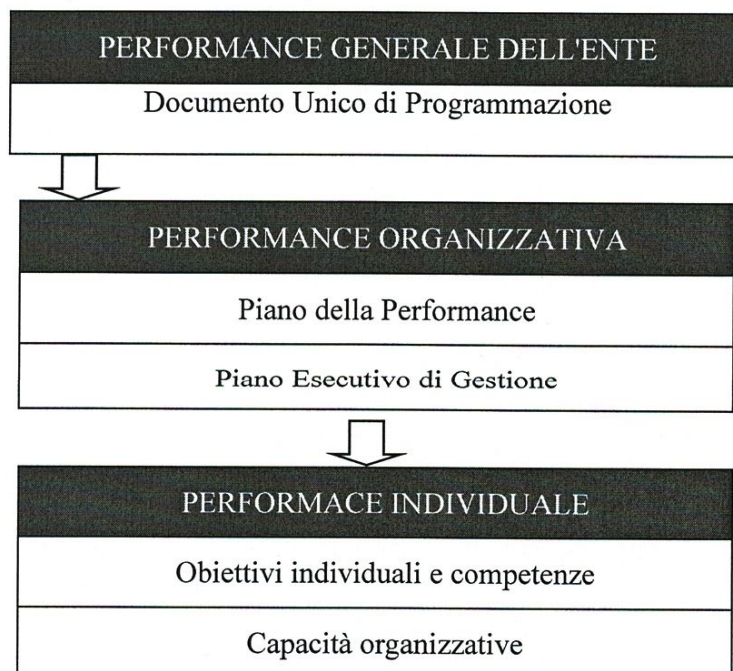 PERFORMANCE GENERALE DELL'ENTE
Documento Unico di Programmazione
PERFORMANCE ORGANIZZATIVA
Piano della Performance
Piano Esecutivo di Gestione
PERFORMACE INDIVIDUALE
Obiettivi individuali e competenze
Capacità organizzative